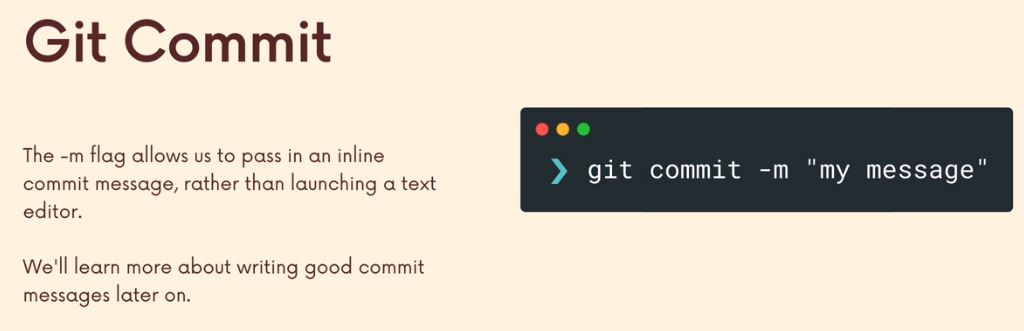 Git Commit
The -m flag allows us to pass in an inline
commit message, rather than launching a text
editor.
We'll learn more about writing good commit
messages later on.
❯ git commit -m "my message"